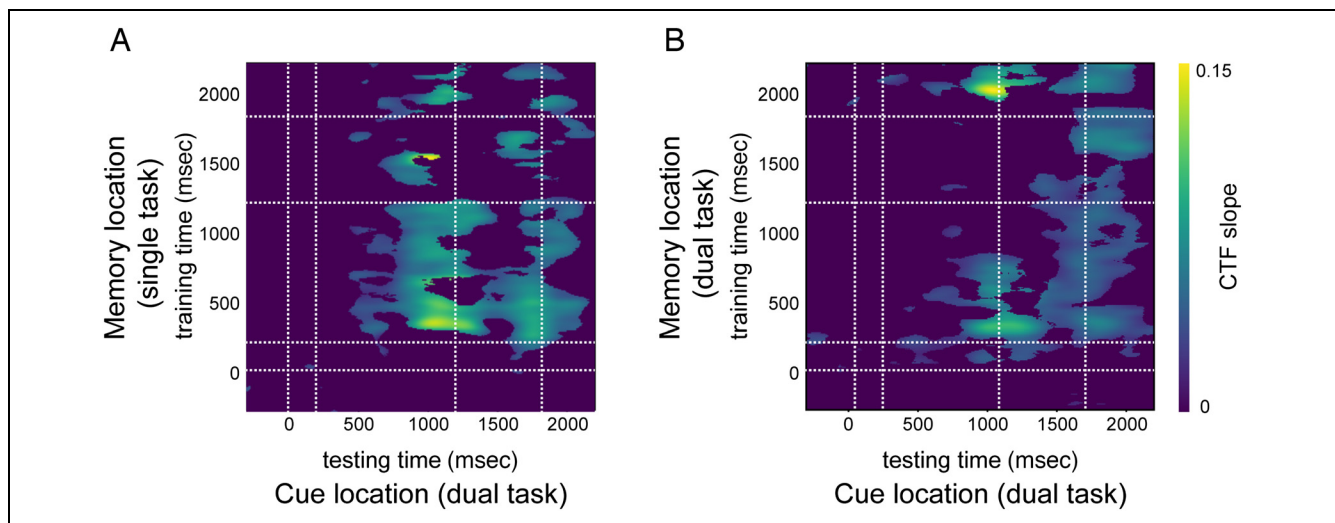 A
Memory location
(single task)
training time (msec)
2000
1500
1000
500
0
0 500 1000 1500 2000
testing time (msec)
Cue location (dual task)
B
Memory location
(dual task)
training time (msec)
2000
1500
1000
500
0
0 500 1000 1500 2000
testing time (msec)
Cue location (dual task)
0.15
CTF slope
0